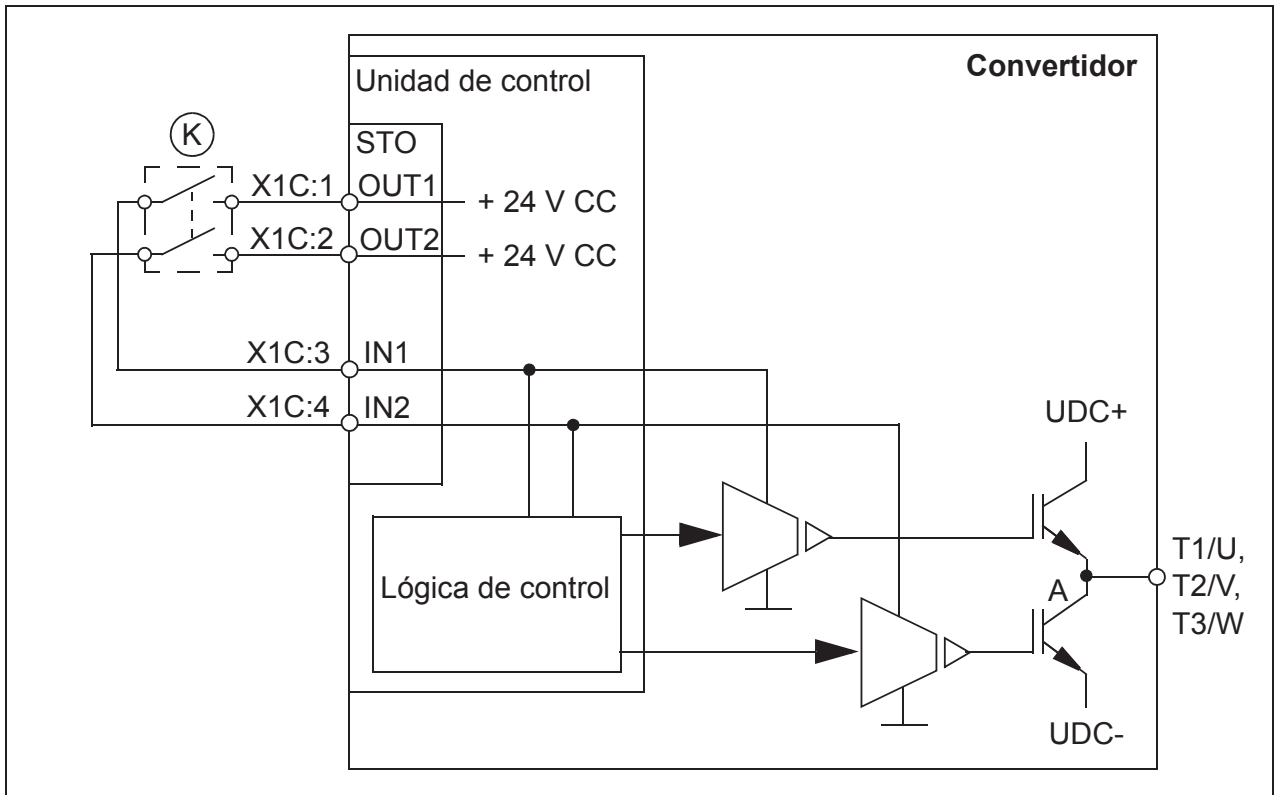 Convertidor
Unidad de control
K
STO
X1C:1 OUT1 + 24 V CC
X1C:2 OUT2 + 24 V CC
X1C:3 IN1
X1C:4 IN2
UDC+
Lógica de control
A
T1/U,
T2/V,
T3/W
UDC-